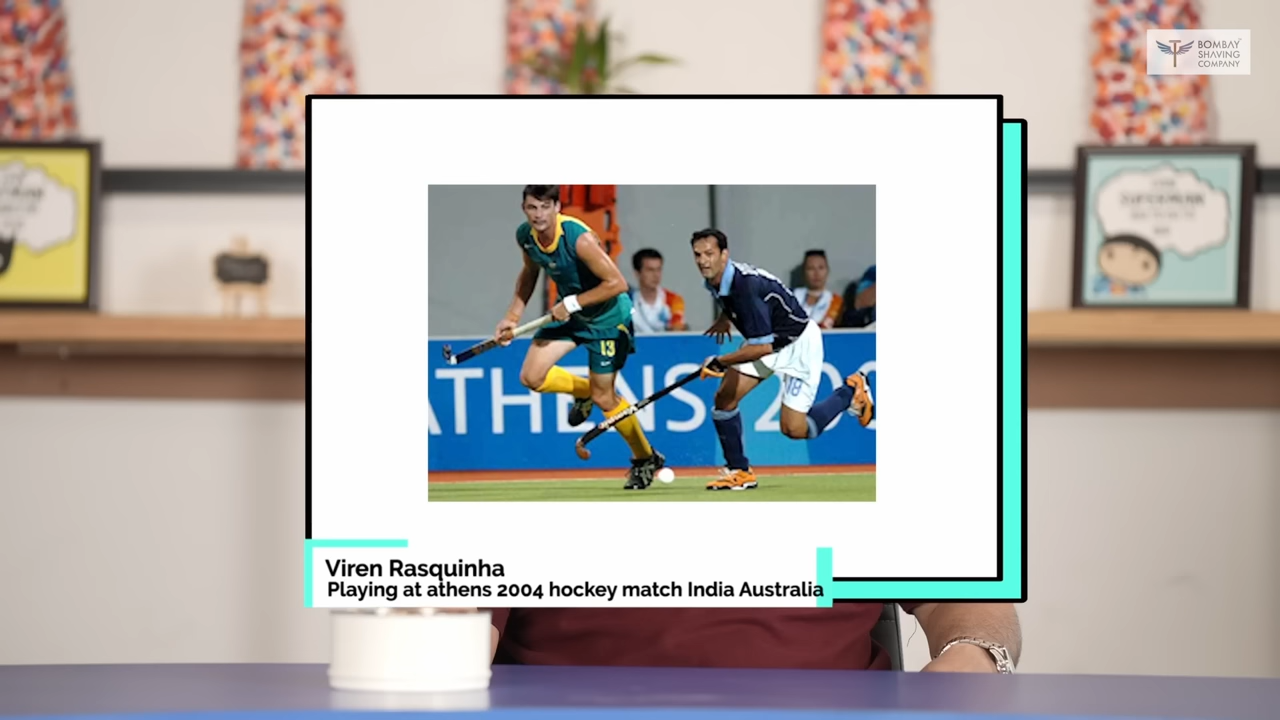 BOMBAY
SHAVING
COMPANY
13
18
ATHENS 200
Viren Rasquinha
Playing at athens 2004 hockey match India Australia